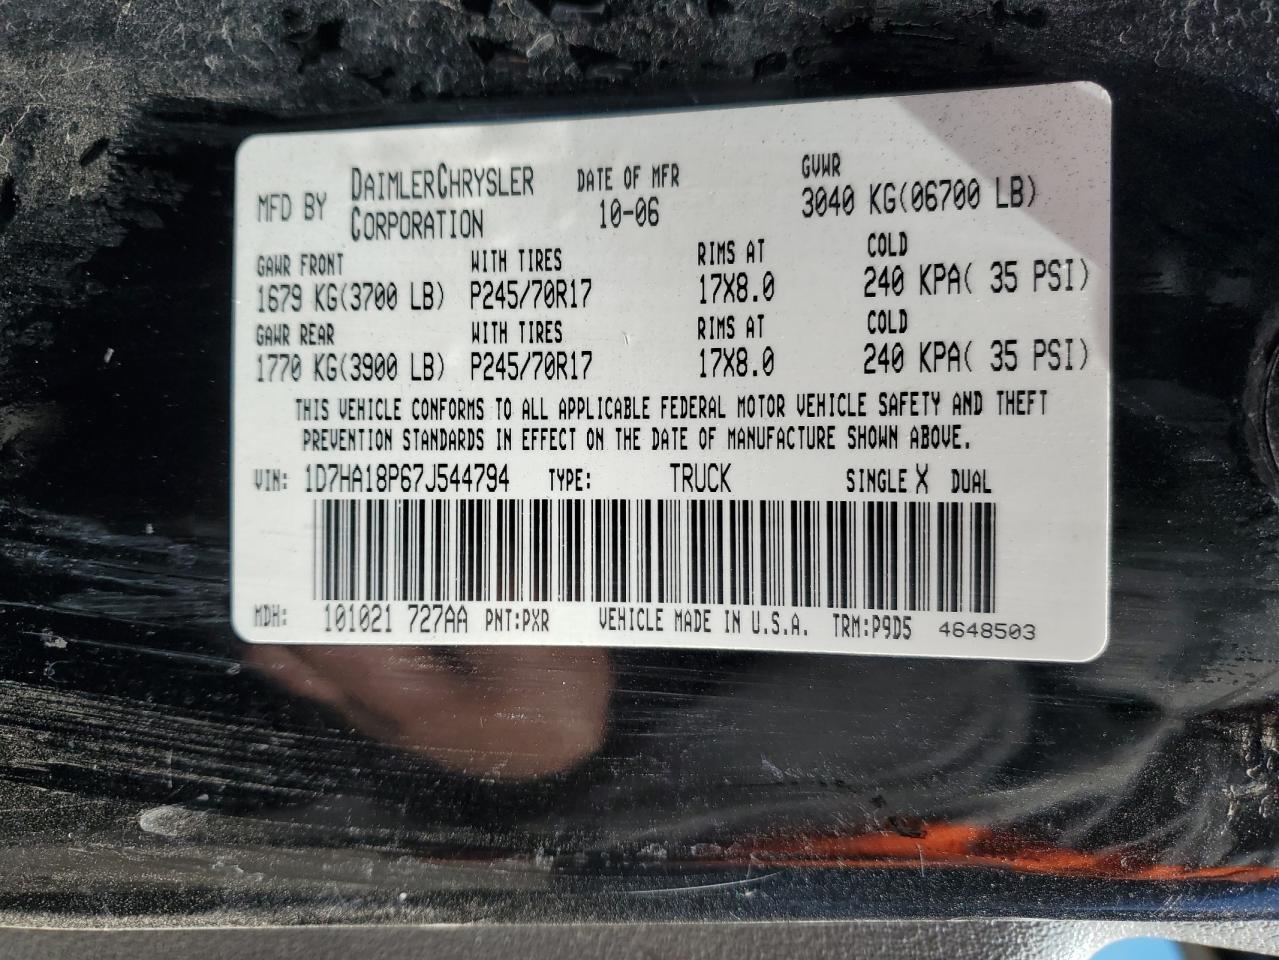 MFD BY DAIMLERCHRYSLER CORPORATION DATE OF MFR 10-06 GVWR 3040 KG(06700 LB)
GAWR FRONT WITH TIRES RIMS AT COLD
1679 KG(3700 LB) P245/70R17 17X8.0 240 KPA( 35 PSI)
GAWR REAR WITH TIRES RIMS AT COLD
1770 KG(3900 LB) P245/70R17 17X8.0 240 KPA( 35 PSI)
THIS VEHICLE CONFORMS TO ALL APPLICABLE FEDERAL MOTOR VEHICLE SAFETY AND THEFT
PREVENTION STANDARDS IN EFFECT ON THE DATE OF MANUFACTURE SHOWN ABOVE.
VIN: 1D7HA18P67J544794 TYPE: TRUCK SINGLE X DUAL
MDH: 101021 727AA PNT:PXR VEHICLE MADE IN U.S.A. TRM:P9D5 4648503